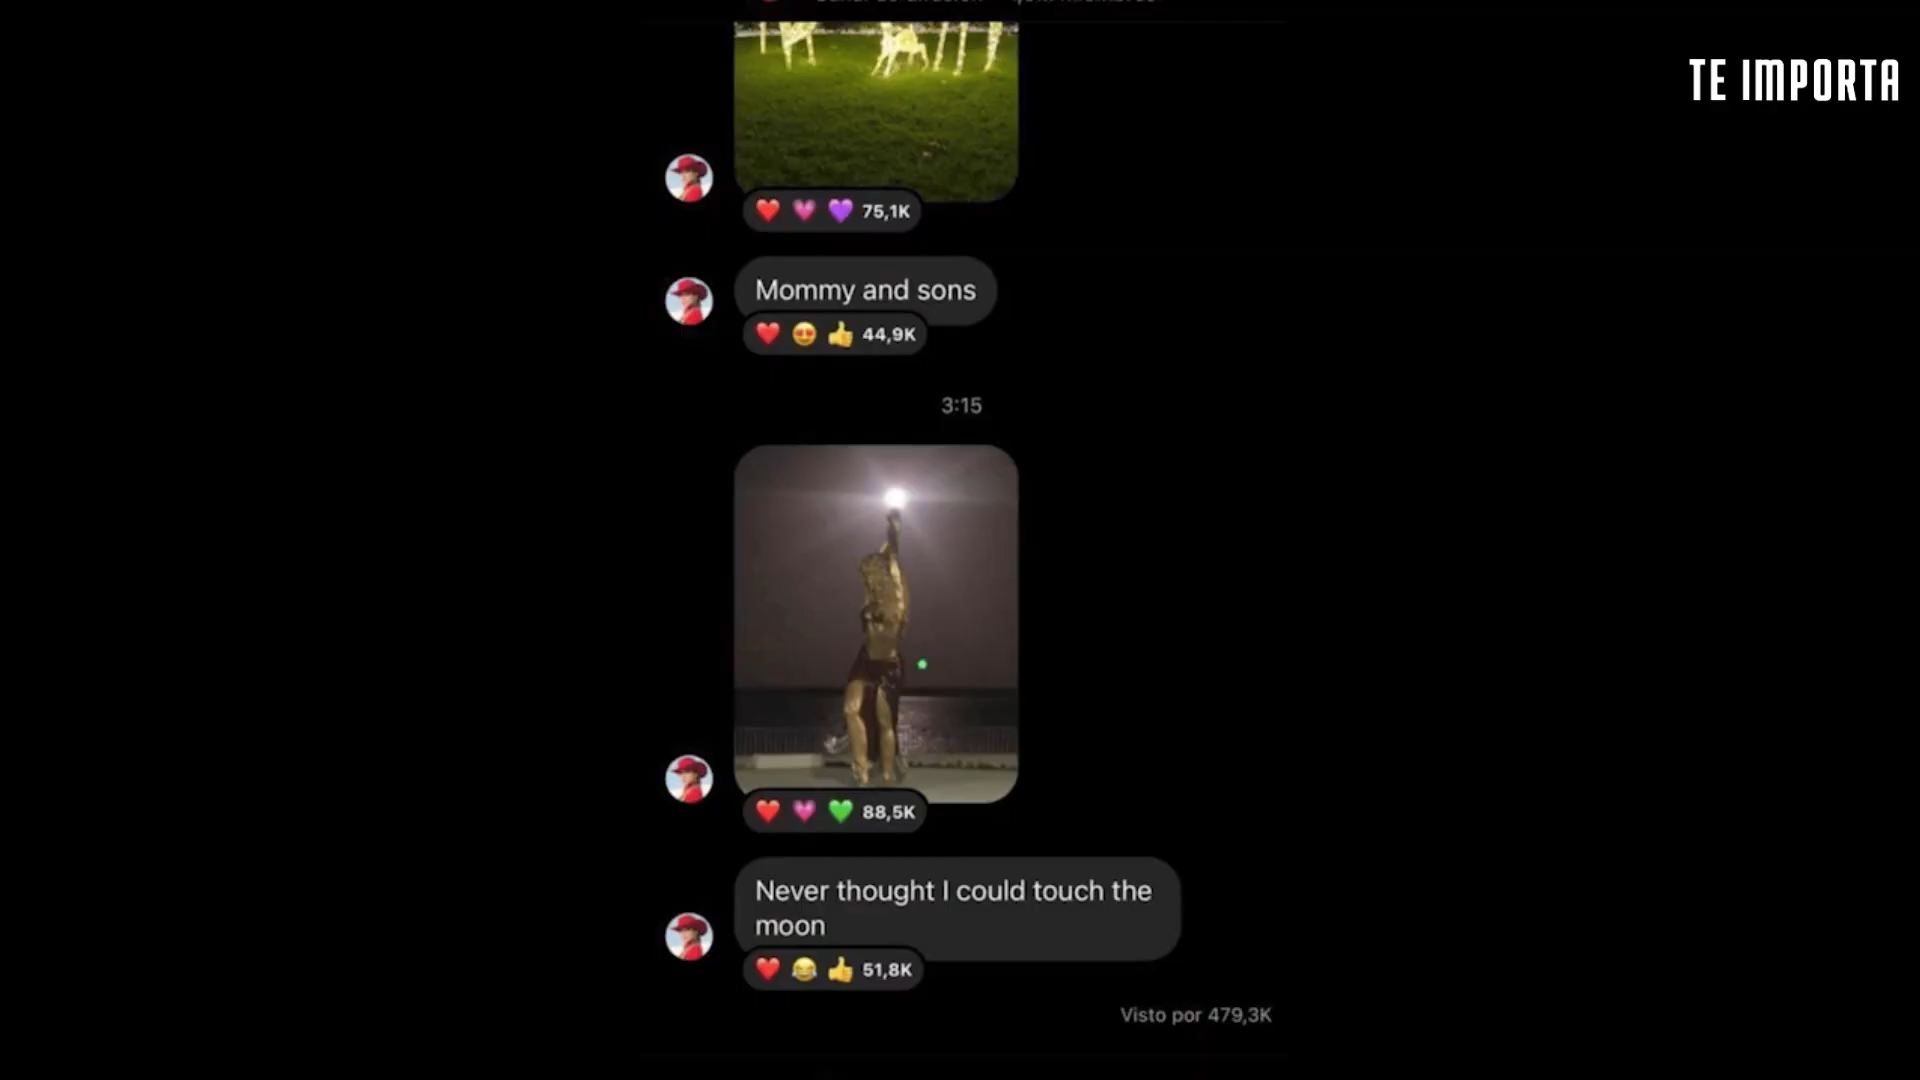 TE IMPORTA
75,1K
Mommy and sons
44,9K
3:15
88,5K
Never thought I could touch the
moon
51,8K
Visto por 479,3K